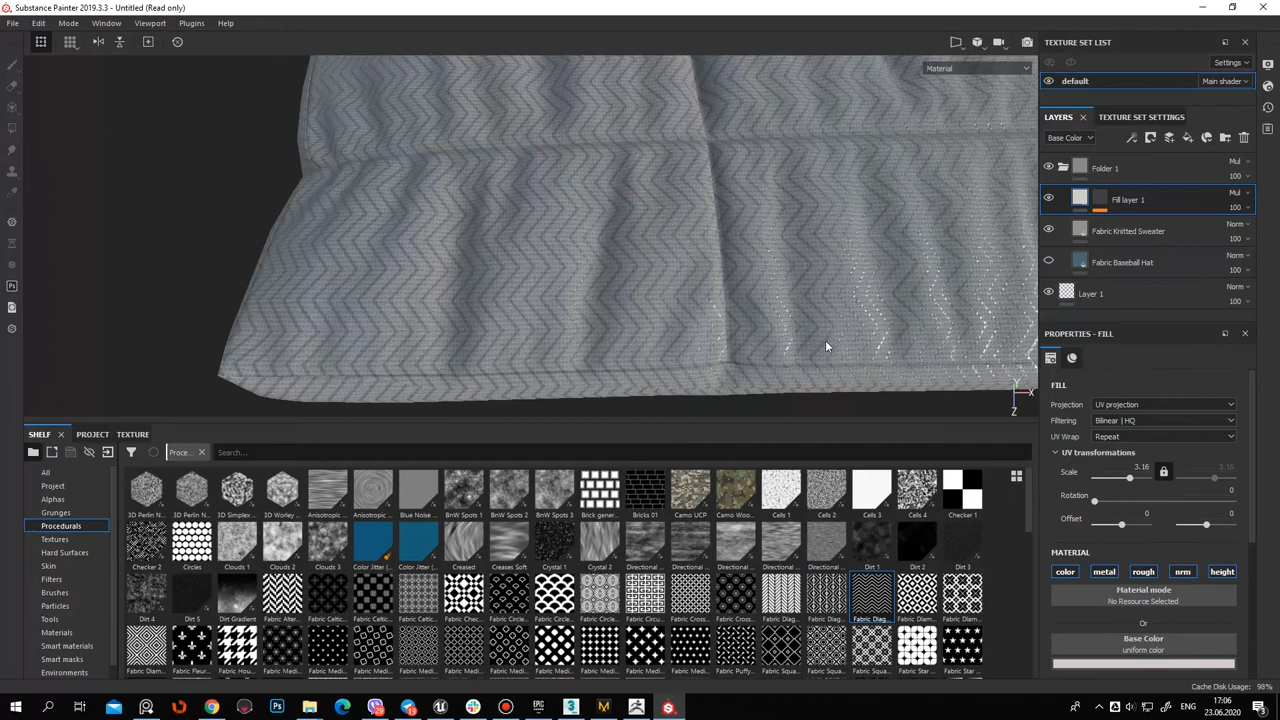 Substance Painter 2019.3.3 - Untitled (Read only)
File Edit Mode Window Viewport Plugins Help
Material
TEXTURE SET LIST
Settings
default
Main shader
LAYERS
TEXTURE SET SETTINGS
Base Color
Folder 1
Mul
100
Fill layer 1
Mul
100
Fabric Knitted Sweater
Norm
100
Fabric Baseball Hat
Norm
100
Layer 1
Norm
100
PROPERTIES - FILL
FILL
Projection UV projection
Filtering Bilinear | HQ
UV Wrap Repeat
UV transformations
Scale 3.16 3.16
Rotation 0
Offset 0 0
MATERIAL
color metal rough nrm height
Material mode
No Resource Selected
Or
Base Color
uniform color
Y
X
Z
SHELF PROJECT TEXTURE
Proce...
Search...
All
Project
Alphas
Grunges
Procedurals
Textures
Hard Surfaces
Skin
Filters
Brushes
Particles
Tools
Materials
Smart materials
Smart masks
Environments
3D Perlin N... 3D Perlin N... 3D Simplex ... 3D Worley ... Anisotropic ... Anisotropic ... Blue Noise ... BnW Spots 1 BnW Spots 2 BnW Spots 3 Brick gener... Bricks 01 Camo UCP Camo Woo... Cells 1 Cells 2 Cells 3 Cells 4 Checker 1
Checker 2 Circles Clouds 1 Clouds 2 Clouds 3 Color Jitter (... Color Jitter (... Creased Creases Soft Crystal 1 Crystal 2 Directional ... Directional ... Directional ... Directional ... Directional ... Dirt 1 Dirt 2 Dirt 3
Dirt 4 Dirt 5 Dirt Gradient Fabric Alter... Fabric Celtic... Fabric Celtic... Fabric Celtic... Fabric Chec... Fabric Circle... Fabric Circle... Fabric Circle... Fabric Circu... Fabric Cross... Fabric Cross... Fabric Diag... Fabric Diag... Fabric Diag... Fabric Diam... Fabric Diam...
Fabric Diam... Fabric Fleur... Fabric Hou... Fabric Medi... Fabric Medi... Fabric Medi... Fabric Medi... Fabric Medi... Fabric Medi... Fabric Medi... Fabric Medi... Fabric Medi... Fabric Puffy... Fabric Squa... Fabric Squa... Fabric Squa... Fabric Star ... Fabric Star ...
Cache Disk Usage: 98%
Ps
ENG
17:06
23.06.2020